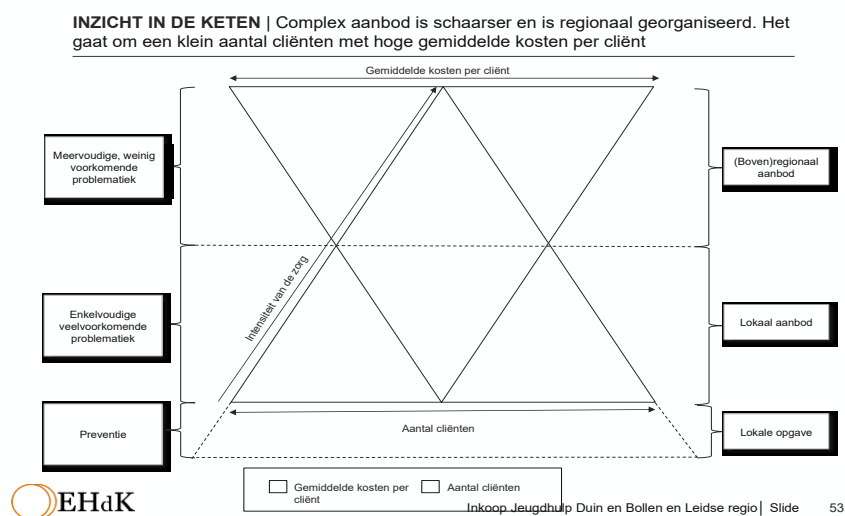 INZICHT IN DE KETEN | Complex aanbod is schaarser en is regionaal georganiseerd. Het
gaat om een klein aantal cliënten met hoge gemiddelde kosten per cliënt
Gemiddelde kosten per cliënt
Meervoudige, weinig
voorkomende
problematiek
(Boven)regionaal
aanbod
Intensiteit van de zorg
Enkelvoudige
veelvoorkomende
problematiek
Lokaal aanbod
Preventie
Aantal cliënten
Lokale opgave
Gemiddelde kosten per
cliënt
Aantal cliënten
EHdK
Inkoop Jeugdhulp Duin en Bollen en Leidse regio| Slide 53